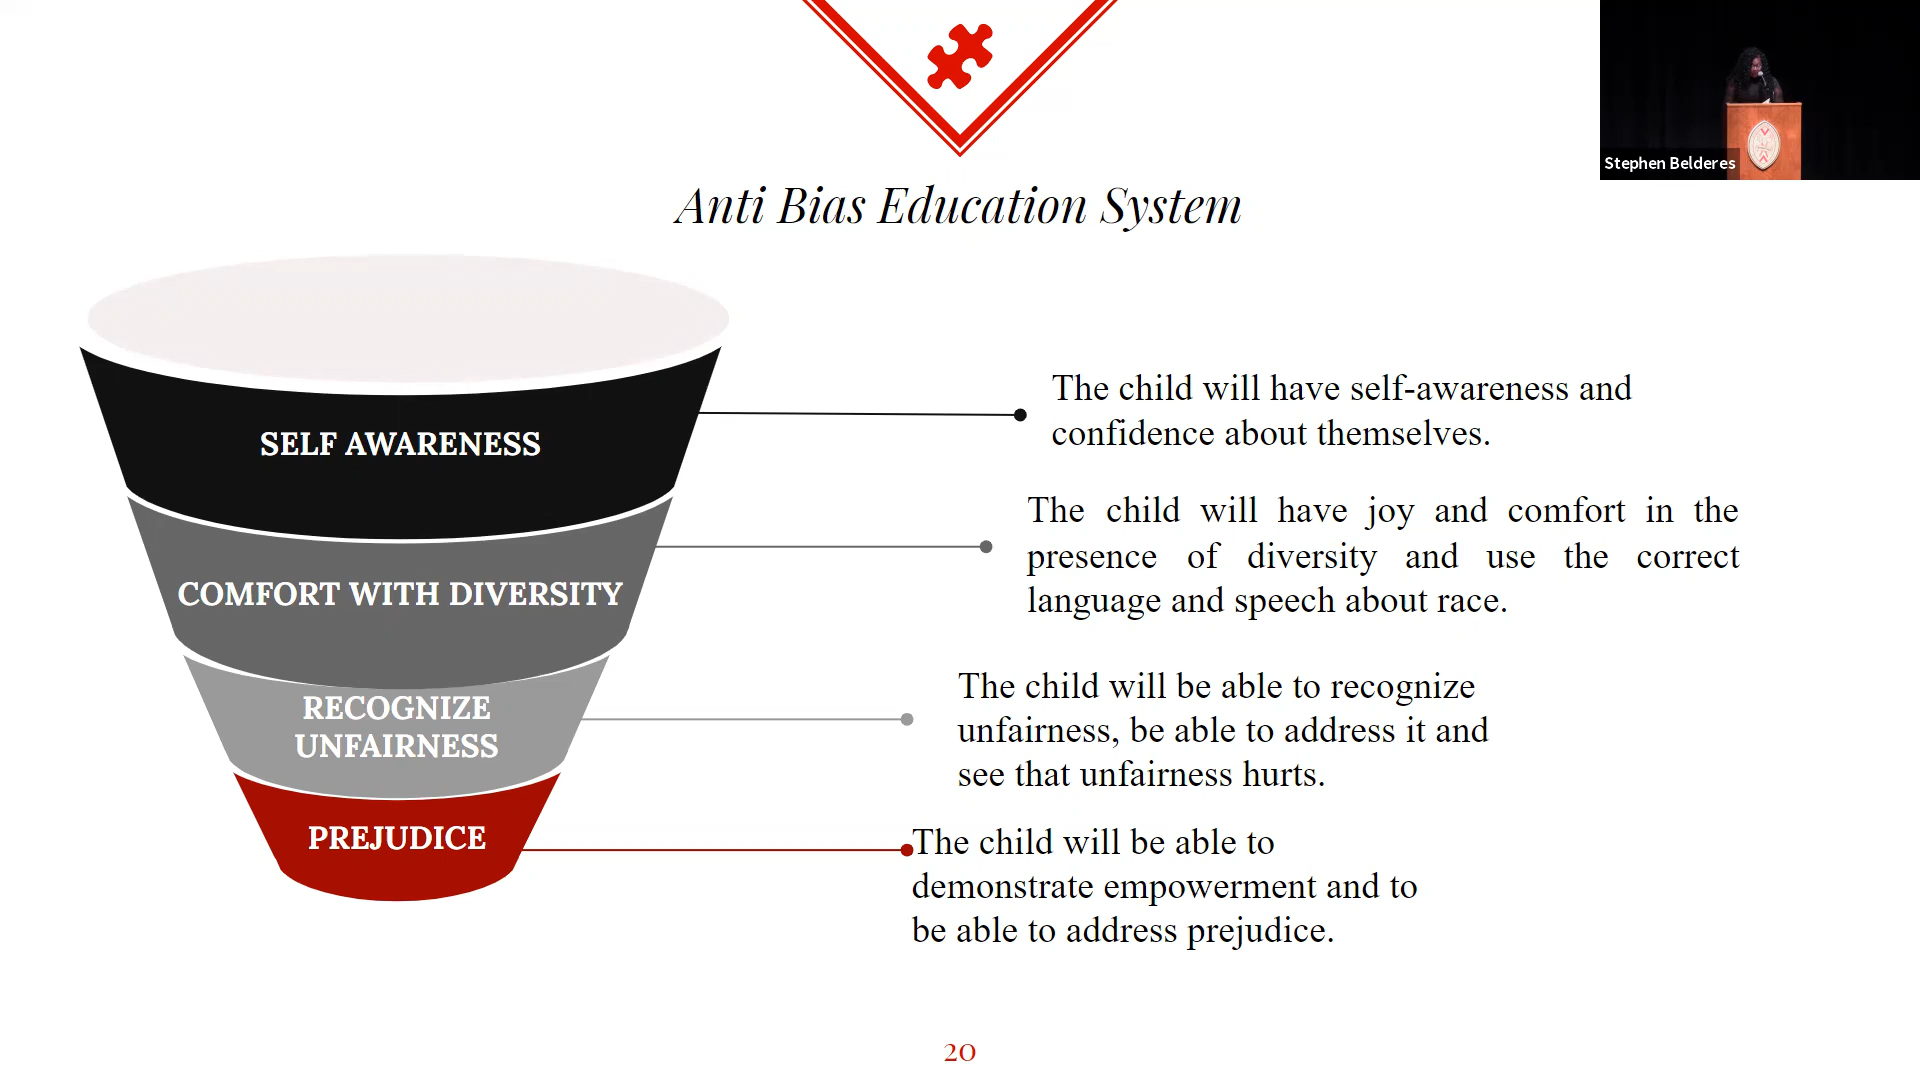 Stephen Belderes
Anti Bias Education System
SELF AWARENESS
The child will have self-awareness and
confidence about themselves.
COMFORT WITH DIVERSITY
The child will have joy and comfort in the
presence of diversity and use the correct
language and speech about race.
RECOGNIZE
UNFAIRNESS
The child will be able to recognize
unfairness, be able to address it and
see that unfairness hurts.
PREJUDICE
The child will be able to
demonstrate empowerment and to
be able to address prejudice.
20